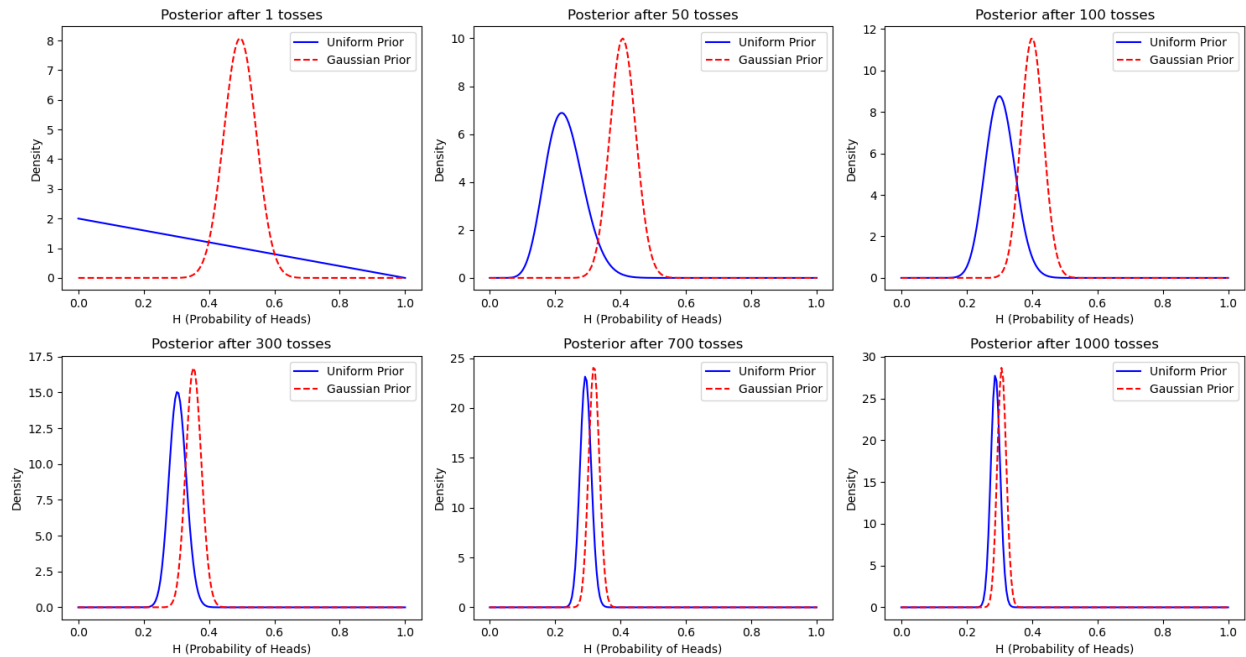 Posterior after 1 tosses
8
7
6
5
4
3
2
1
0
Density
Uniform Prior
Gaussian Prior
0.0 0.2 0.4 0.6 0.8 1.0
H (Probability of Heads)
Posterior after 50 tosses
10
8
6
4
2
0
Density
Uniform Prior
Gaussian Prior
0.0 0.2 0.4 0.6 0.8 1.0
H (Probability of Heads)
Posterior after 100 tosses
12
10
8
6
4
2
0
Density
Uniform Prior
Gaussian Prior
0.0 0.2 0.4 0.6 0.8 1.0
H (Probability of Heads)
Posterior after 300 tosses
17.5
15.0
12.5
10.0
7.5
5.0
2.5
0.0
Density
Uniform Prior
Gaussian Prior
0.0 0.2 0.4 0.6 0.8 1.0
H (Probability of Heads)
Posterior after 700 tosses
25
20
15
10
5
0
Density
Uniform Prior
Gaussian Prior
0.0 0.2 0.4 0.6 0.8 1.0
H (Probability of Heads)
Posterior after 1000 tosses
30
25
20
15
10
5
0
Density
Uniform Prior
Gaussian Prior
0.0 0.2 0.4 0.6 0.8 1.0
H (Probability of Heads)